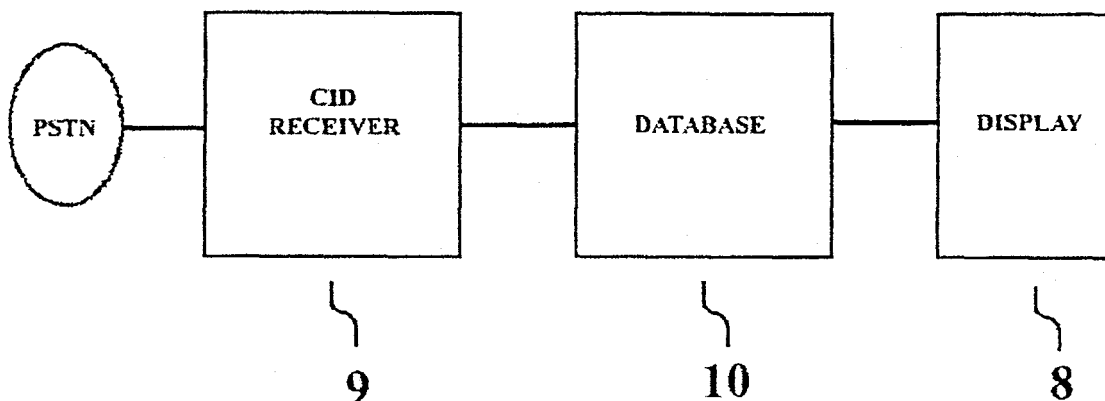 PSTN
CID
RECEIVER
DATABASE
DISPLAY
9
10
8